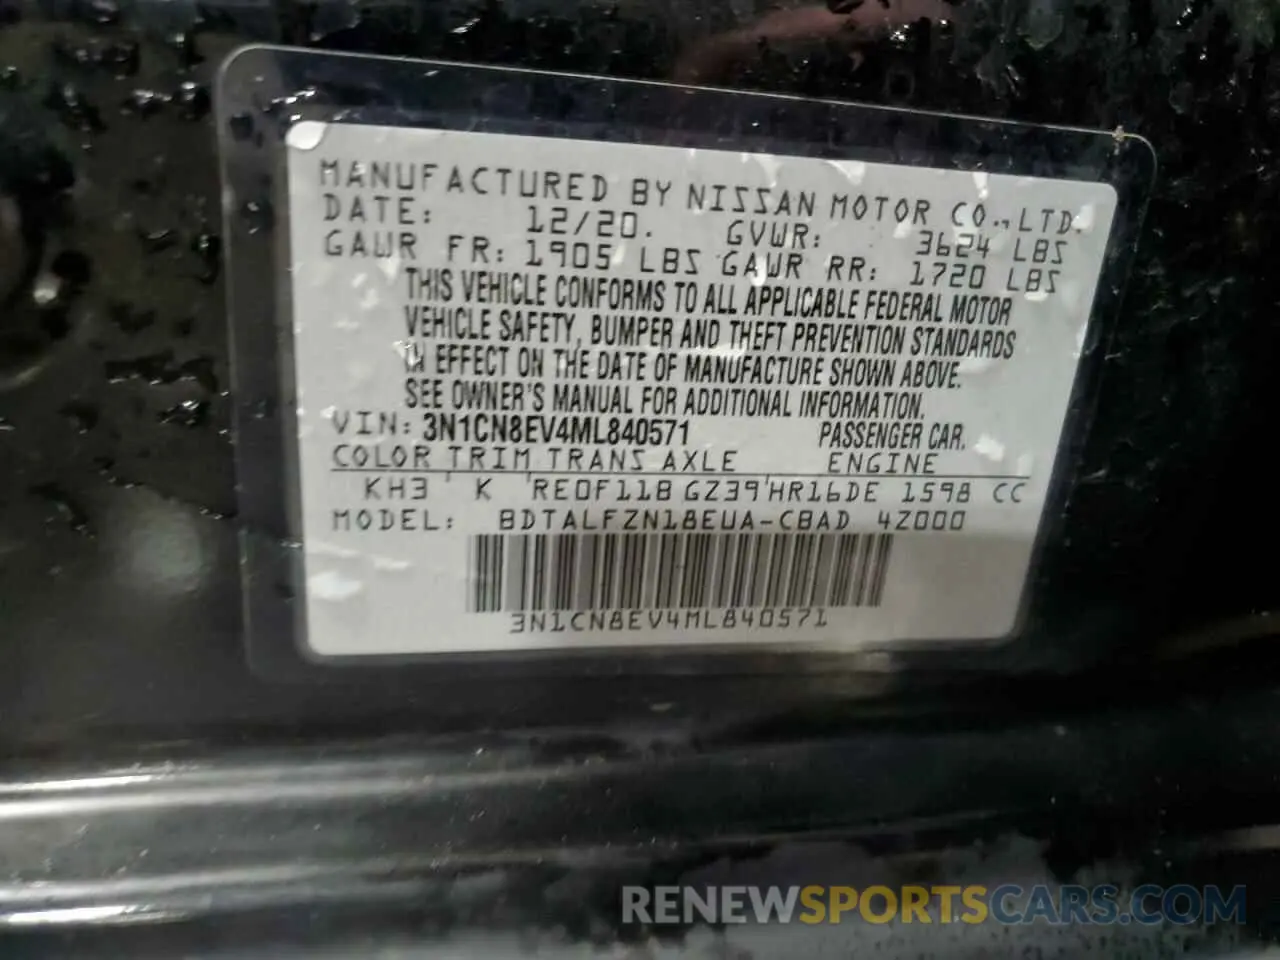 MANUFACTURED BY NISSAN MOTOR CO., LTD.
DATE: 12/20. GVWR: 3624 LBS
GAWR FR: 1905 LBS GAWR RR: 1720 LBS
THIS VEHICLE CONFORMS TO ALL APPLICABLE FEDERAL MOTOR
VEHICLE SAFETY, BUMPER AND THEFT PREVENTION STANDARDS
IN EFFECT ON THE DATE OF MANUFACTURE SHOWN ABOVE.
SEE OWNER'S MANUAL FOR ADDITIONAL INFORMATION.
VIN: 3N1CN8EV4ML840571 PASSENGER CAR.
COLOR TRIM TRANS AXLE ENGINE
KH3 K RE0F11B GZ39 HR16DE 1598 CC
MODEL: BDTALFZN18EUA-CBAD 4Z000
3N1CN8EV4ML840571
RENEWSPORTSCARS.COM